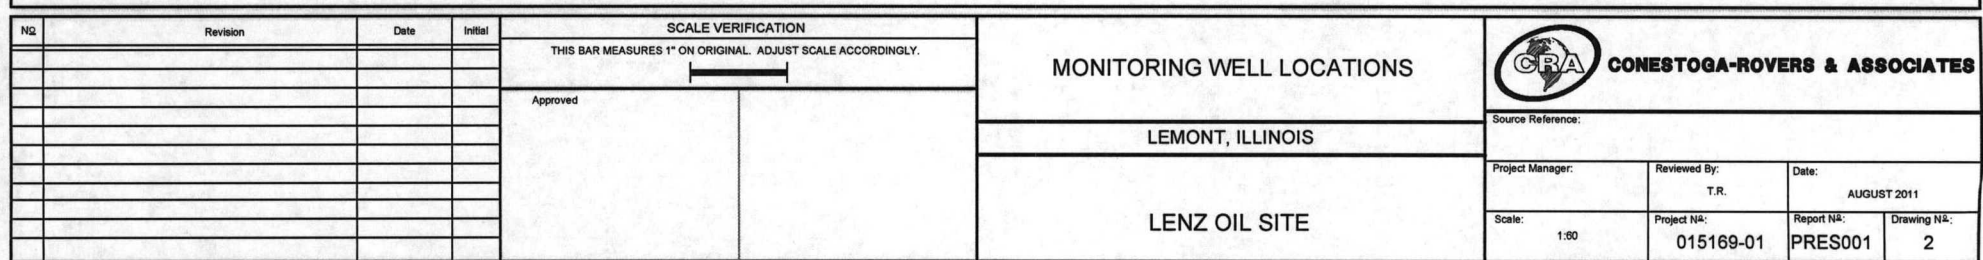 Nº Revision Date Initial
SCALE VERIFICATION
THIS BAR MEASURES 1" ON ORIGINAL. ADJUST SCALE ACCORDINGLY.
Approved
MONITORING WELL LOCATIONS
LEMONT, ILLINOIS
LENZ OIL SITE
CRA CONESTOGA-ROVERS & ASSOCIATES
Source Reference:
Project Manager: Reviewed By: Date:
T.R. AUGUST 2011
Scale: Project Nº: Report Nº: Drawing Nº:
1:60 015169-01 PRES001 2